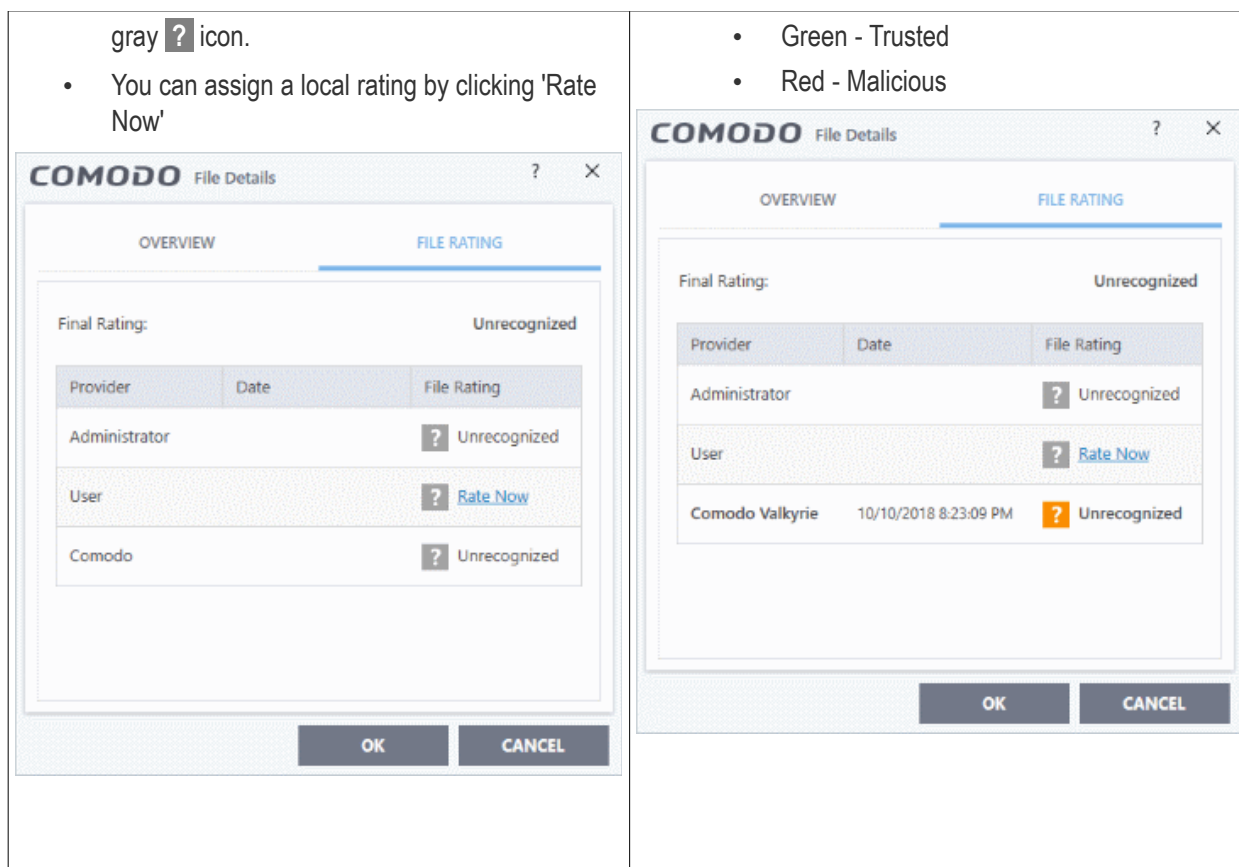 gray ? icon.
• You can assign a local rating by clicking 'Rate
Now'
COMODO File Details ? ×
OVERVIEW FILE RATING
Final Rating: Unrecognized
Provider Date File Rating
Administrator ? Unrecognized
User ? Rate Now
Comodo ? Unrecognized
OK CANCEL
• Green - Trusted
• Red - Malicious
COMODO File Details ? ×
OVERVIEW FILE RATING
Final Rating: Unrecognized
Provider Date File Rating
Administrator ? Unrecognized
User ? Rate Now
Comodo Valkyrie 10/10/2018 8:23:09 PM ? Unrecognized
OK CANCEL